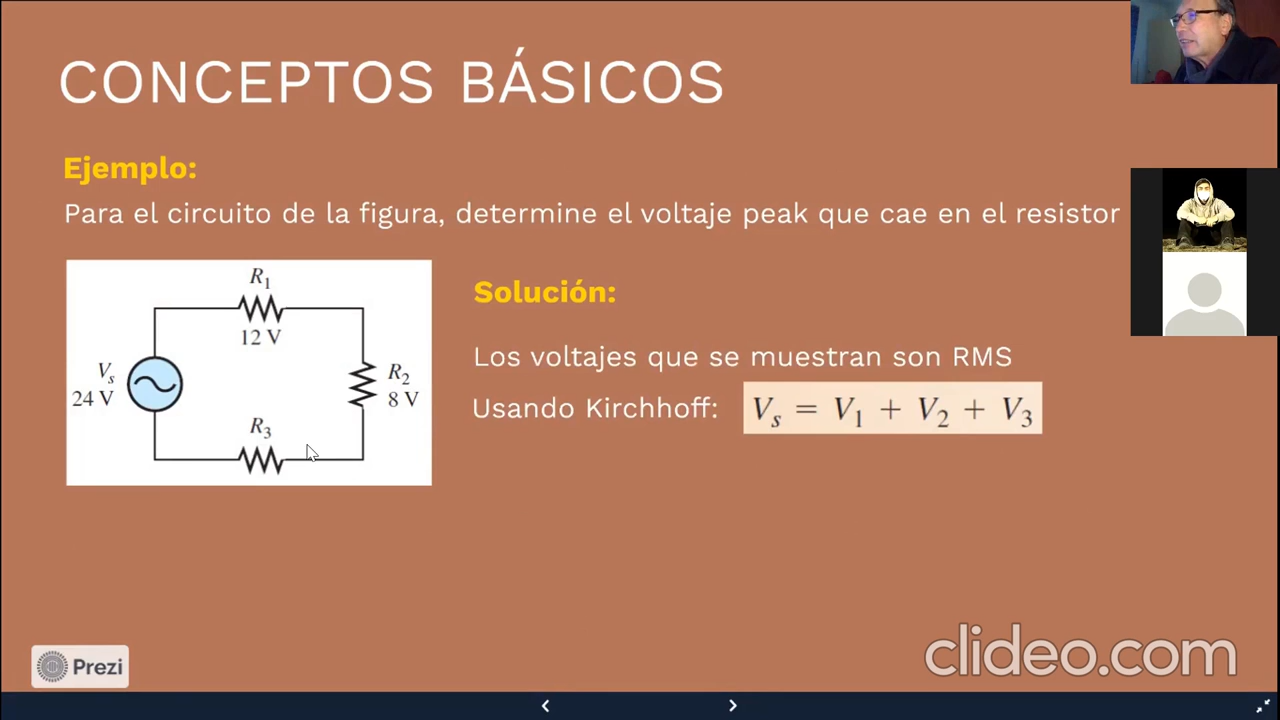 CONCEPTOS BÁSICOS
Ejemplo:
Para el circuito de la figura, determine el voltaje peak que cae en el resistor
R1
12 V
Vs
24 V
R2
8 V
R3
Solución:
Los voltajes que se muestran son RMS
Usando Kirchhoff: Vs = V1 + V2 + V3
Prezi
clideo.com